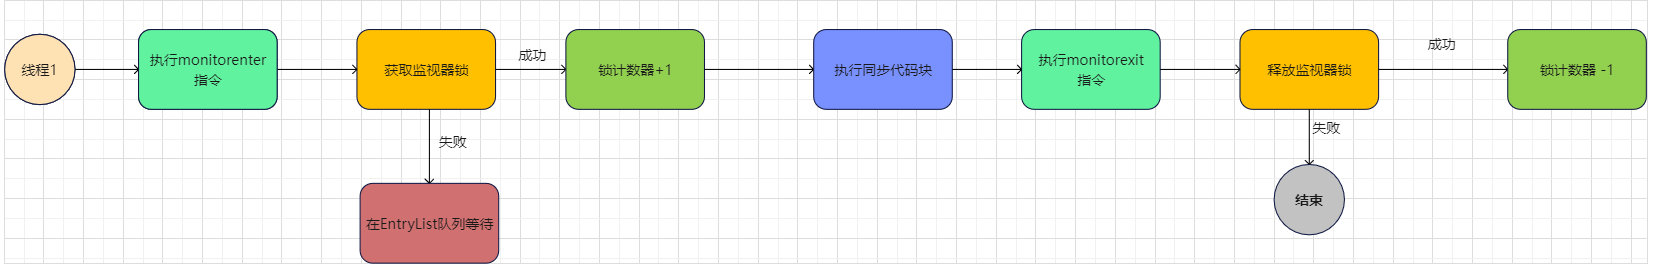 线程1
执行monitorenter
指令
获取监视器锁
成功
锁计数器+1
执行同步代码块
执行monitorexit
指令
释放监视器锁
成功
锁计数器 -1
失败
在EntryList队列等待
失败
结束